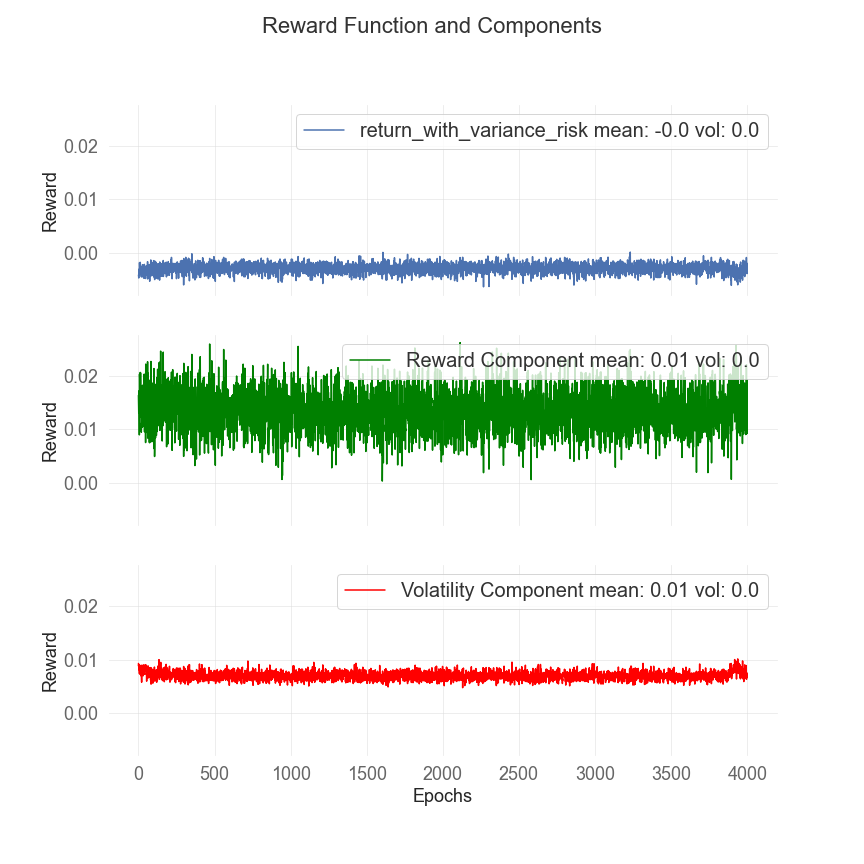 Reward Function and Components
return_with_variance_risk mean: -0.0 vol: 0.0
0.02
0.01
0.00
Reward
Reward Component mean: 0.01 vol: 0.0
0.02
0.01
0.00
Reward
Volatility Component mean: 0.01 vol: 0.0
0.02
0.01
0.00
Reward
0 500 1000 1500 2000 2500 3000 3500 4000
Epochs